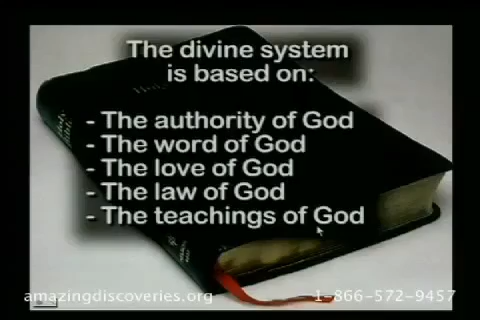 The divine system
is based on:
- The authority of God
- The word of God
- The love of God
- The law of God
- The teachings of God
amazingdiscoveries.org
1-866-572-9457